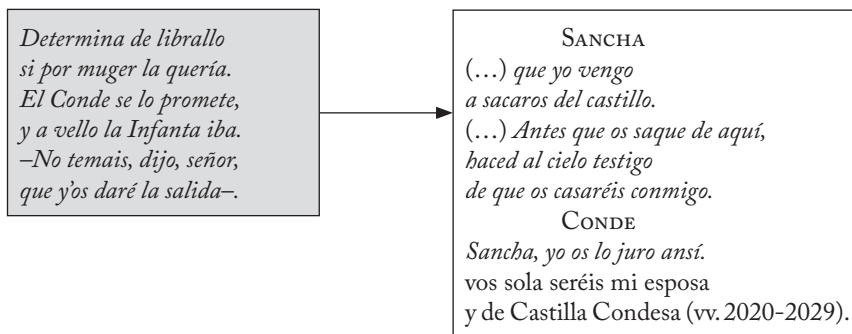 Determina de librallo
si por muger la quería.
El Conde se lo promete,
y a vello la Infanta iba.
–No temais, dijo, señor,
que y'os daré la salida–.
SANCHA
(…) que yo vengo
a sacaros del castillo.
(…) Antes que os saque de aquí,
haced al cielo testigo
de que os casaréis conmigo.
CONDE
Sancha, yo os lo juro ansí.
vos sola seréis mi esposa
y de Castilla Condesa (vv. 2020-2029).